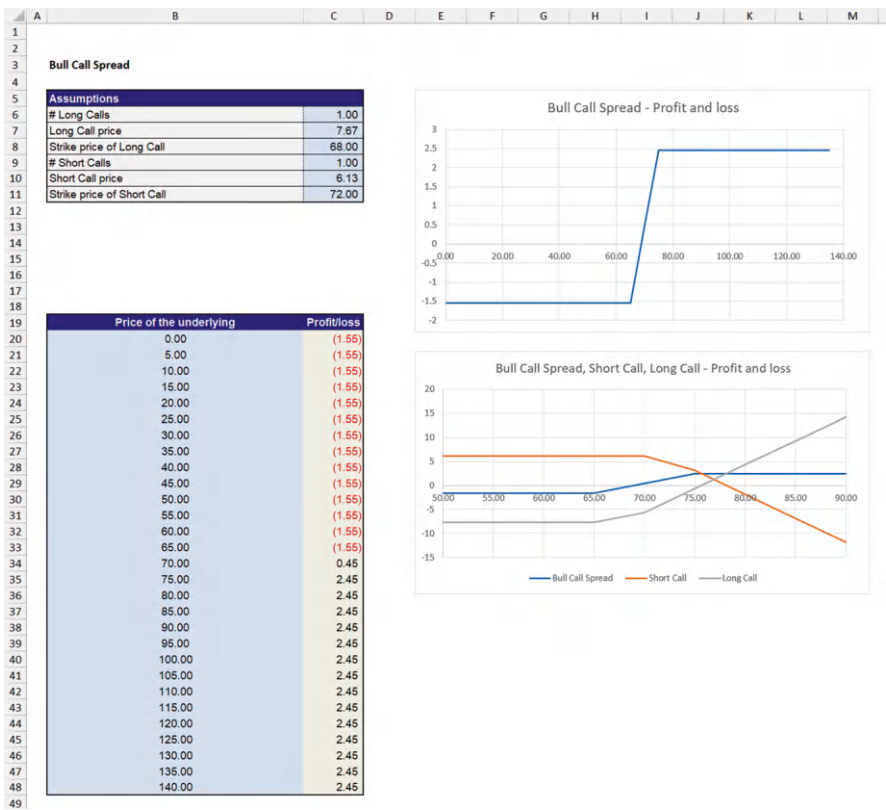 A B C D E F G H I J K L M
1
2
3 Bull Call Spread
4
5 Assumptions
6 # Long Calls 1.00
7 Long Call price 7.67
8 Strike price of Long Call 68.00
9 # Short Calls 1.00
10 Short Call price 6.13
11 Strike price of Short Call 72.00
12
13
14
15
16
17
18
19 Price of the underlying Profit/loss
20 0.00 (1.55)
21 5.00 (1.55)
22 10.00 (1.55)
23 15.00 (1.55)
24 20.00 (1.55)
25 25.00 (1.55)
26 30.00 (1.55)
27 35.00 (1.55)
28 40.00 (1.55)
29 45.00 (1.55)
30 50.00 (1.55)
31 55.00 (1.55)
32 60.00 (1.55)
33 65.00 (1.55)
34 70.00 0.45
35 75.00 2.45
36 80.00 2.45
37 85.00 2.45
38 90.00 2.45
39 95.00 2.45
40 100.00 2.45
41 105.00 2.45
42 110.00 2.45
43 115.00 2.45
44 120.00 2.45
45 125.00 2.45
46 130.00 2.45
47 135.00 2.45
48 140.00 2.45
49
Bull Call Spread - Profit and loss
3
2.5
2
1.5
1
0.5
0
0.00 20.00 40.00 60.00 80.00 100.00 120.00 140.00
-0.5
-1
-1.5
-2
Bull Call Spread, Short Call, Long Call - Profit and loss
20
15
10
5
0
50.00 55.00 60.00 65.00 70.00 75.00 80.00 85.00 90.00
-5
-10
-15
Bull Call Spread Short Call Long Call